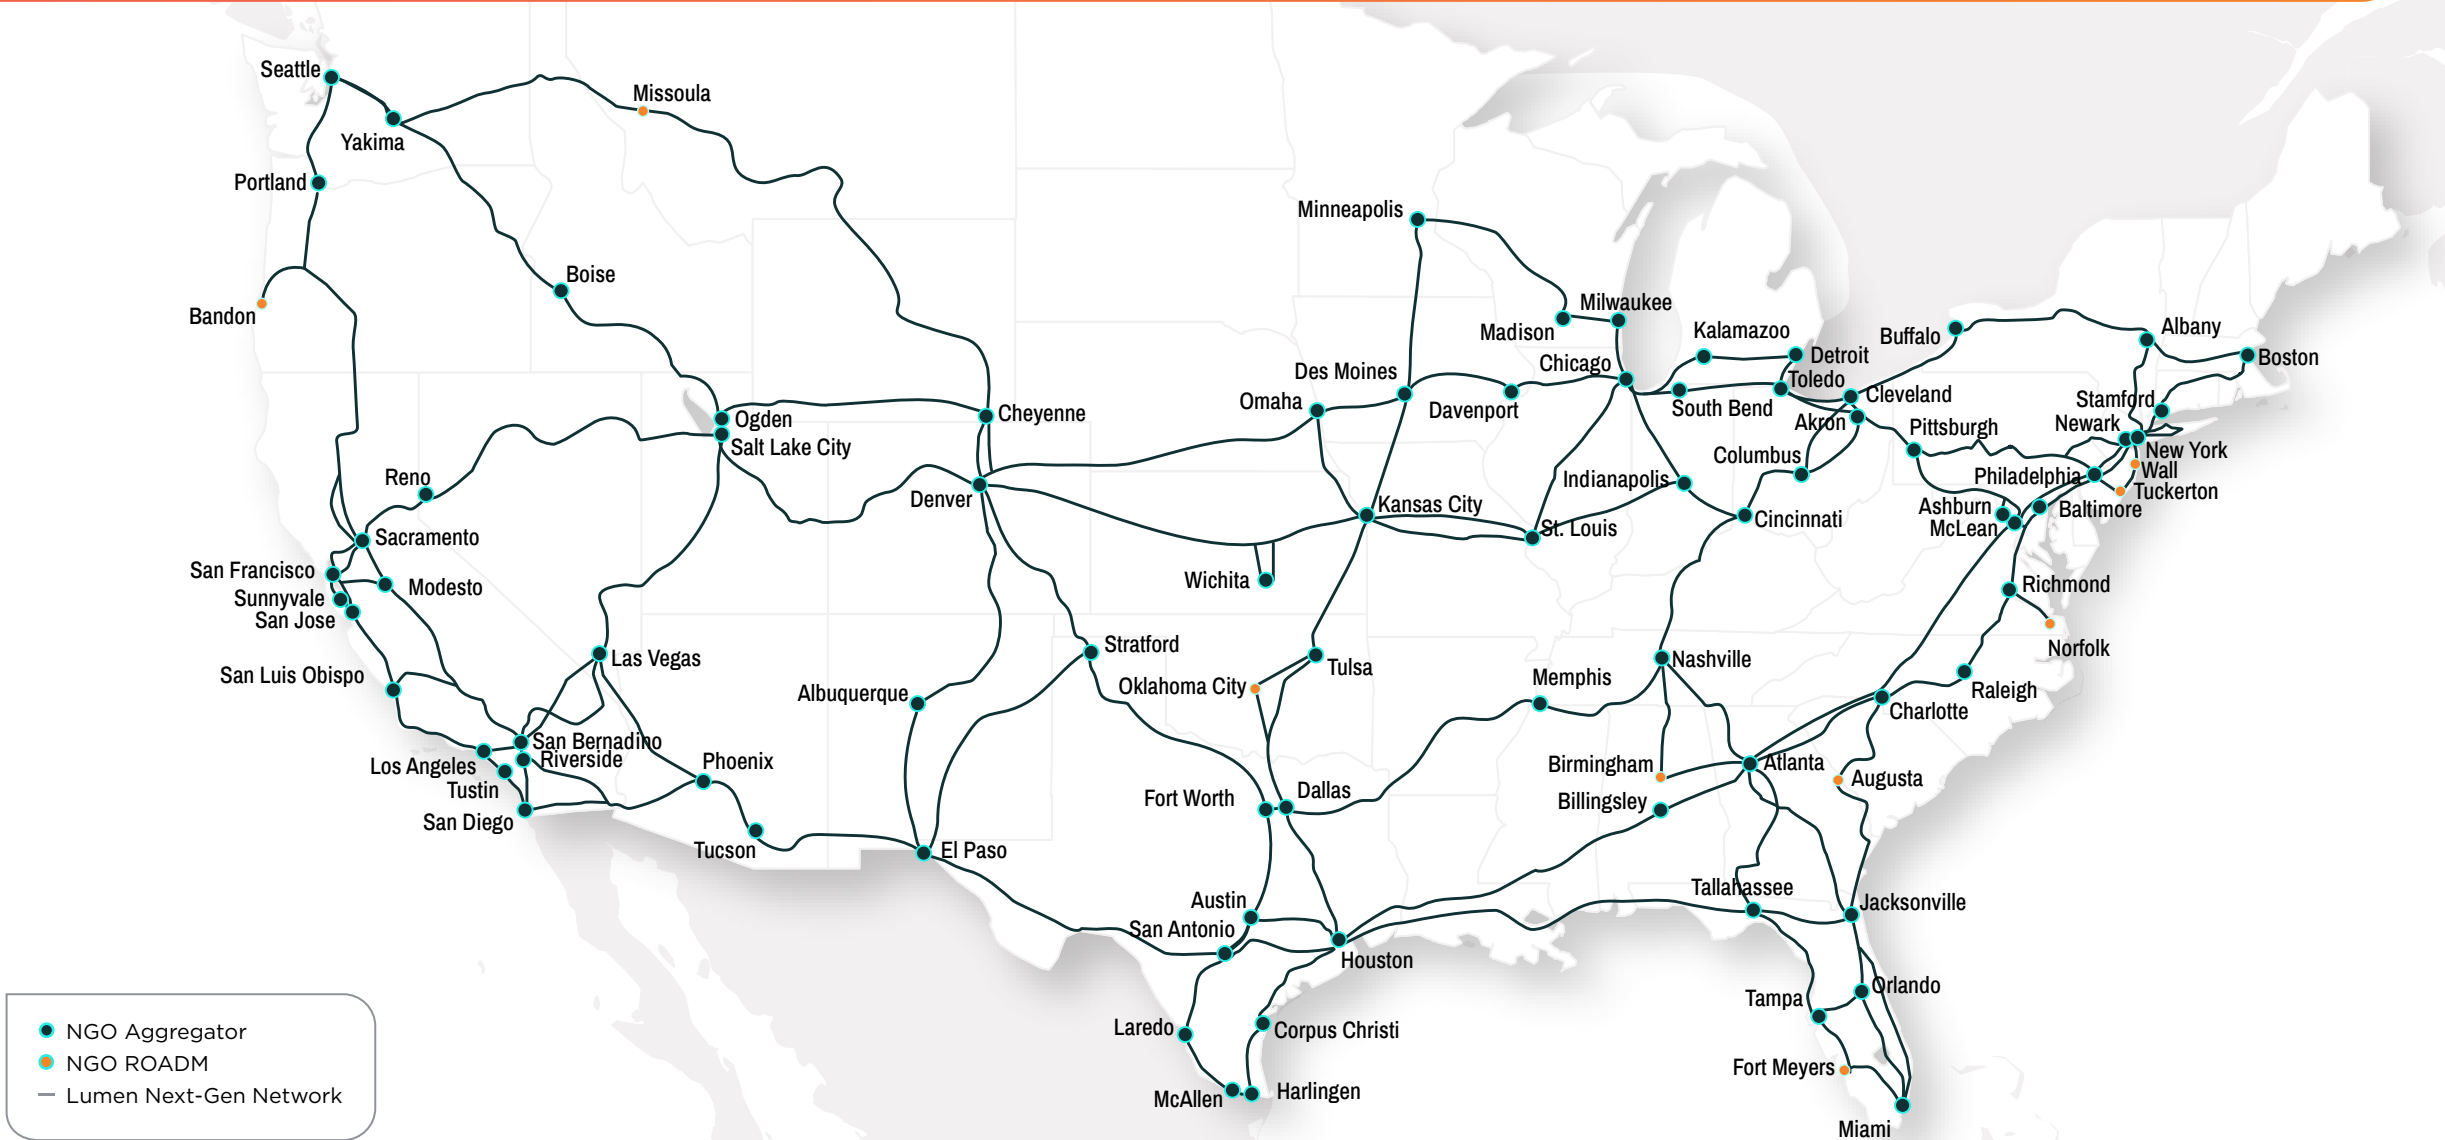 Seattle
Missoula
Yakima
Portland
Minneapolis
Boise
Bandon
Milwaukee
Madison
Kalamazoo
Buffalo
Albany
Chicago
Detroit
Boston
Des Moines
Toledo
Cleveland
Omaha
Davenport
South Bend
Stamford
Ogden
Cheyenne
Akron
Newark
Pittsburgh
Salt Lake City
Columbus
New York
Reno
Denver
Indianapolis
Philadelphia
Wall
Tuckerton
Kansas City
Ashburn
Baltimore
Sacramento
St. Louis
Cincinnati
McLean
San Francisco
Modesto
Wichita
Richmond
Sunnyvale
San Jose
Norfolk
Las Vegas
Stratford
Nashville
San Luis Obispo
Albuquerque
Oklahoma City
Tulsa
Memphis
Raleigh
Charlotte
San Bernadino
Riverside
Los Angeles
Phoenix
Birmingham
Atlanta
Augusta
Tustin
Fort Worth
Dallas
Billingsley
San Diego
Tucson
El Paso
Tallahassee
Austin
Jacksonville
San Antonio
Houston
Orlando
Tampa
Laredo
Corpus Christi
Fort Meyers
McAllen
Harlingen
Miami
NGO Aggregator
NGO ROADM
Lumen Next-Gen Network